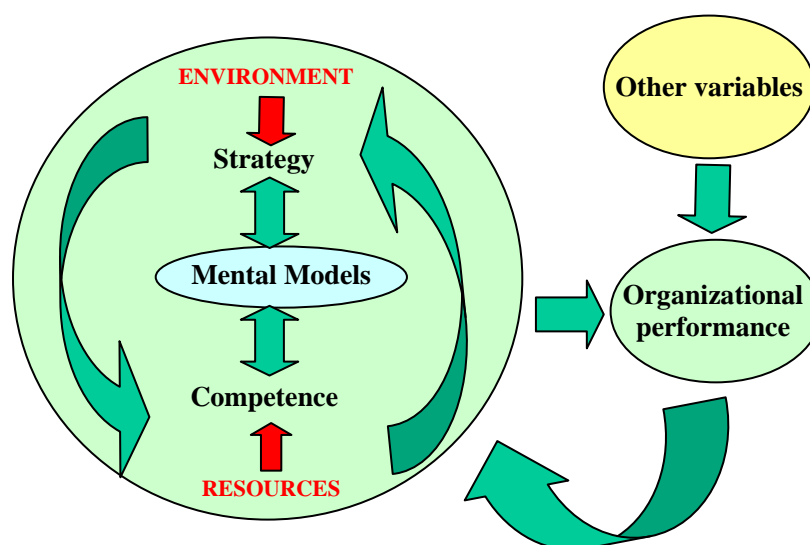 ENVIRONMENT
Strategy
Mental Models
Competence
RESOURCES
Other variables
Organizational
performance